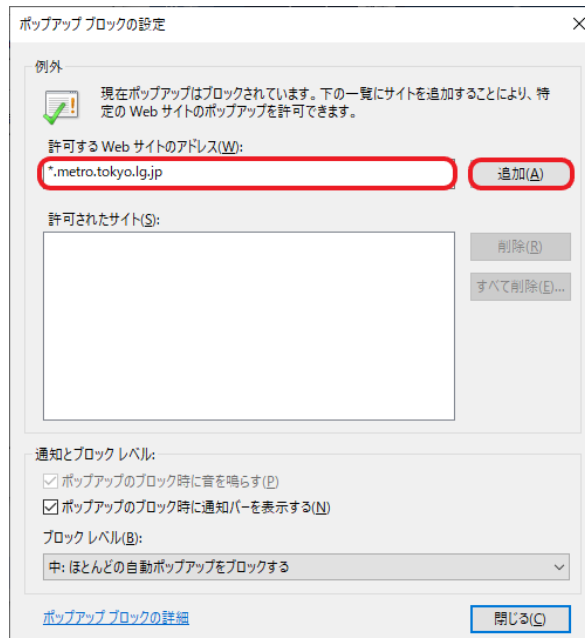 ポップアップ ブロックの設定
例外
現在ポップアップはブロックされています。下の一覧にサイトを追加することにより、特
定の Web サイトのポップアップを許可できます。
許可する Web サイトのアドレス(W):
*.metro.tokyo.lg.jp
追加(A)
許可されたサイト(S):
削除(R)
すべて削除(E)...
通知とブロック レベル:
ポップアップのブロック時に音を鳴らす(P)
ポップアップのブロック時に通知バーを表示する(N)
ブロック レベル(B):
中: ほとんどの自動ポップアップをブロックする
ポップアップ ブロックの詳細
閉じる(C)